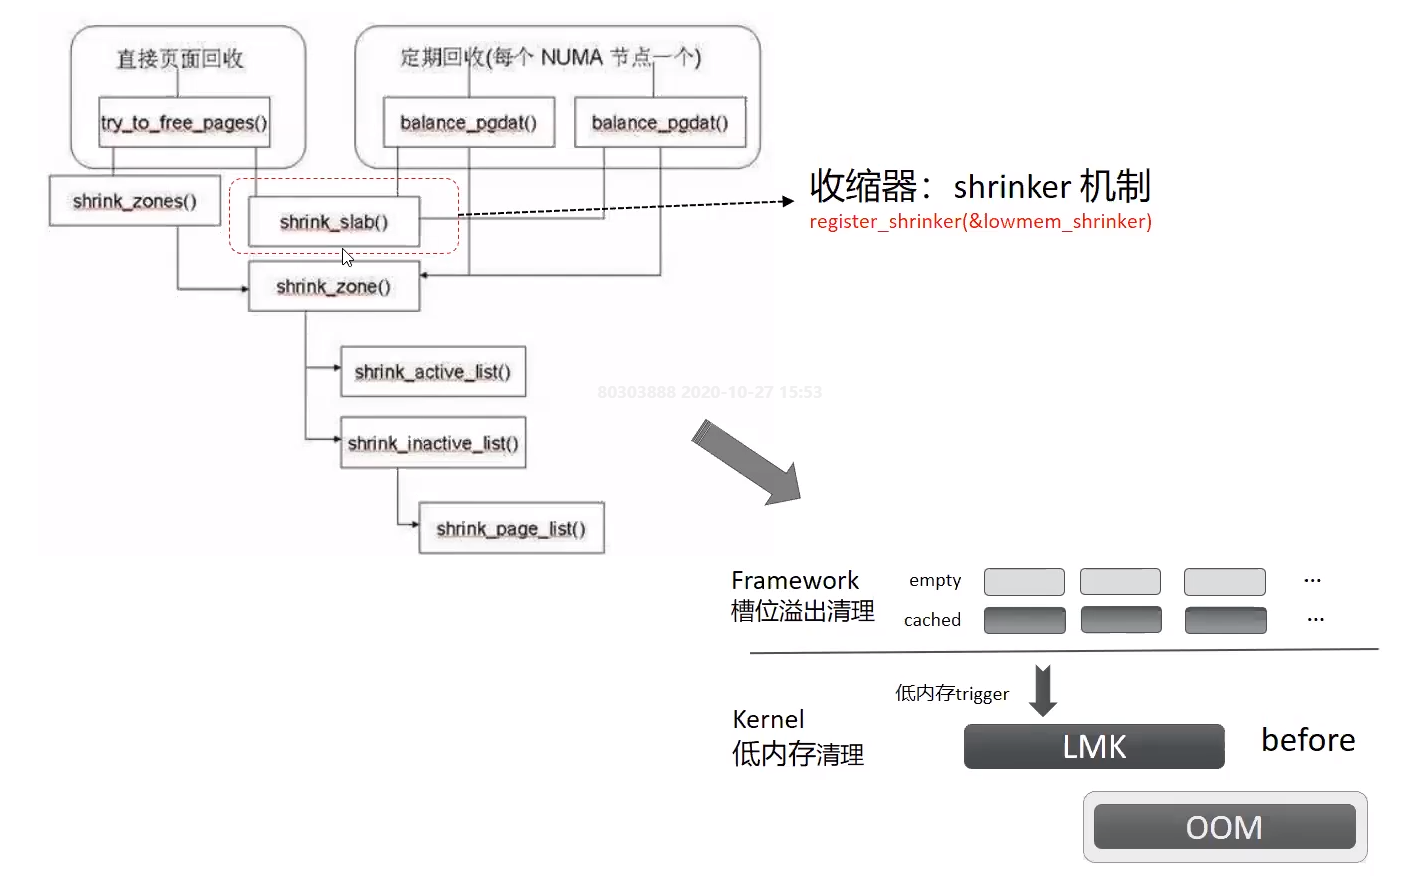 直接页面回收
定期回收(每个 NUMA 节点一个)
try_to_free_pages()
balance_pgdat()
balance_pgdat()
shrink_zones()
shrink_slab()
收缩器：shrinker 机制
register_shrinker(&lowmem_shrinker)
shrink_zone()
shrink_active_list()
80303888 2020-10-27 15:53
shrink_inactive_list()
shrink_page_list()
Framework
槽位溢出清理
empty
...
cached
...
低内存trigger
Kernel
低内存清理
LMK
before
OOM